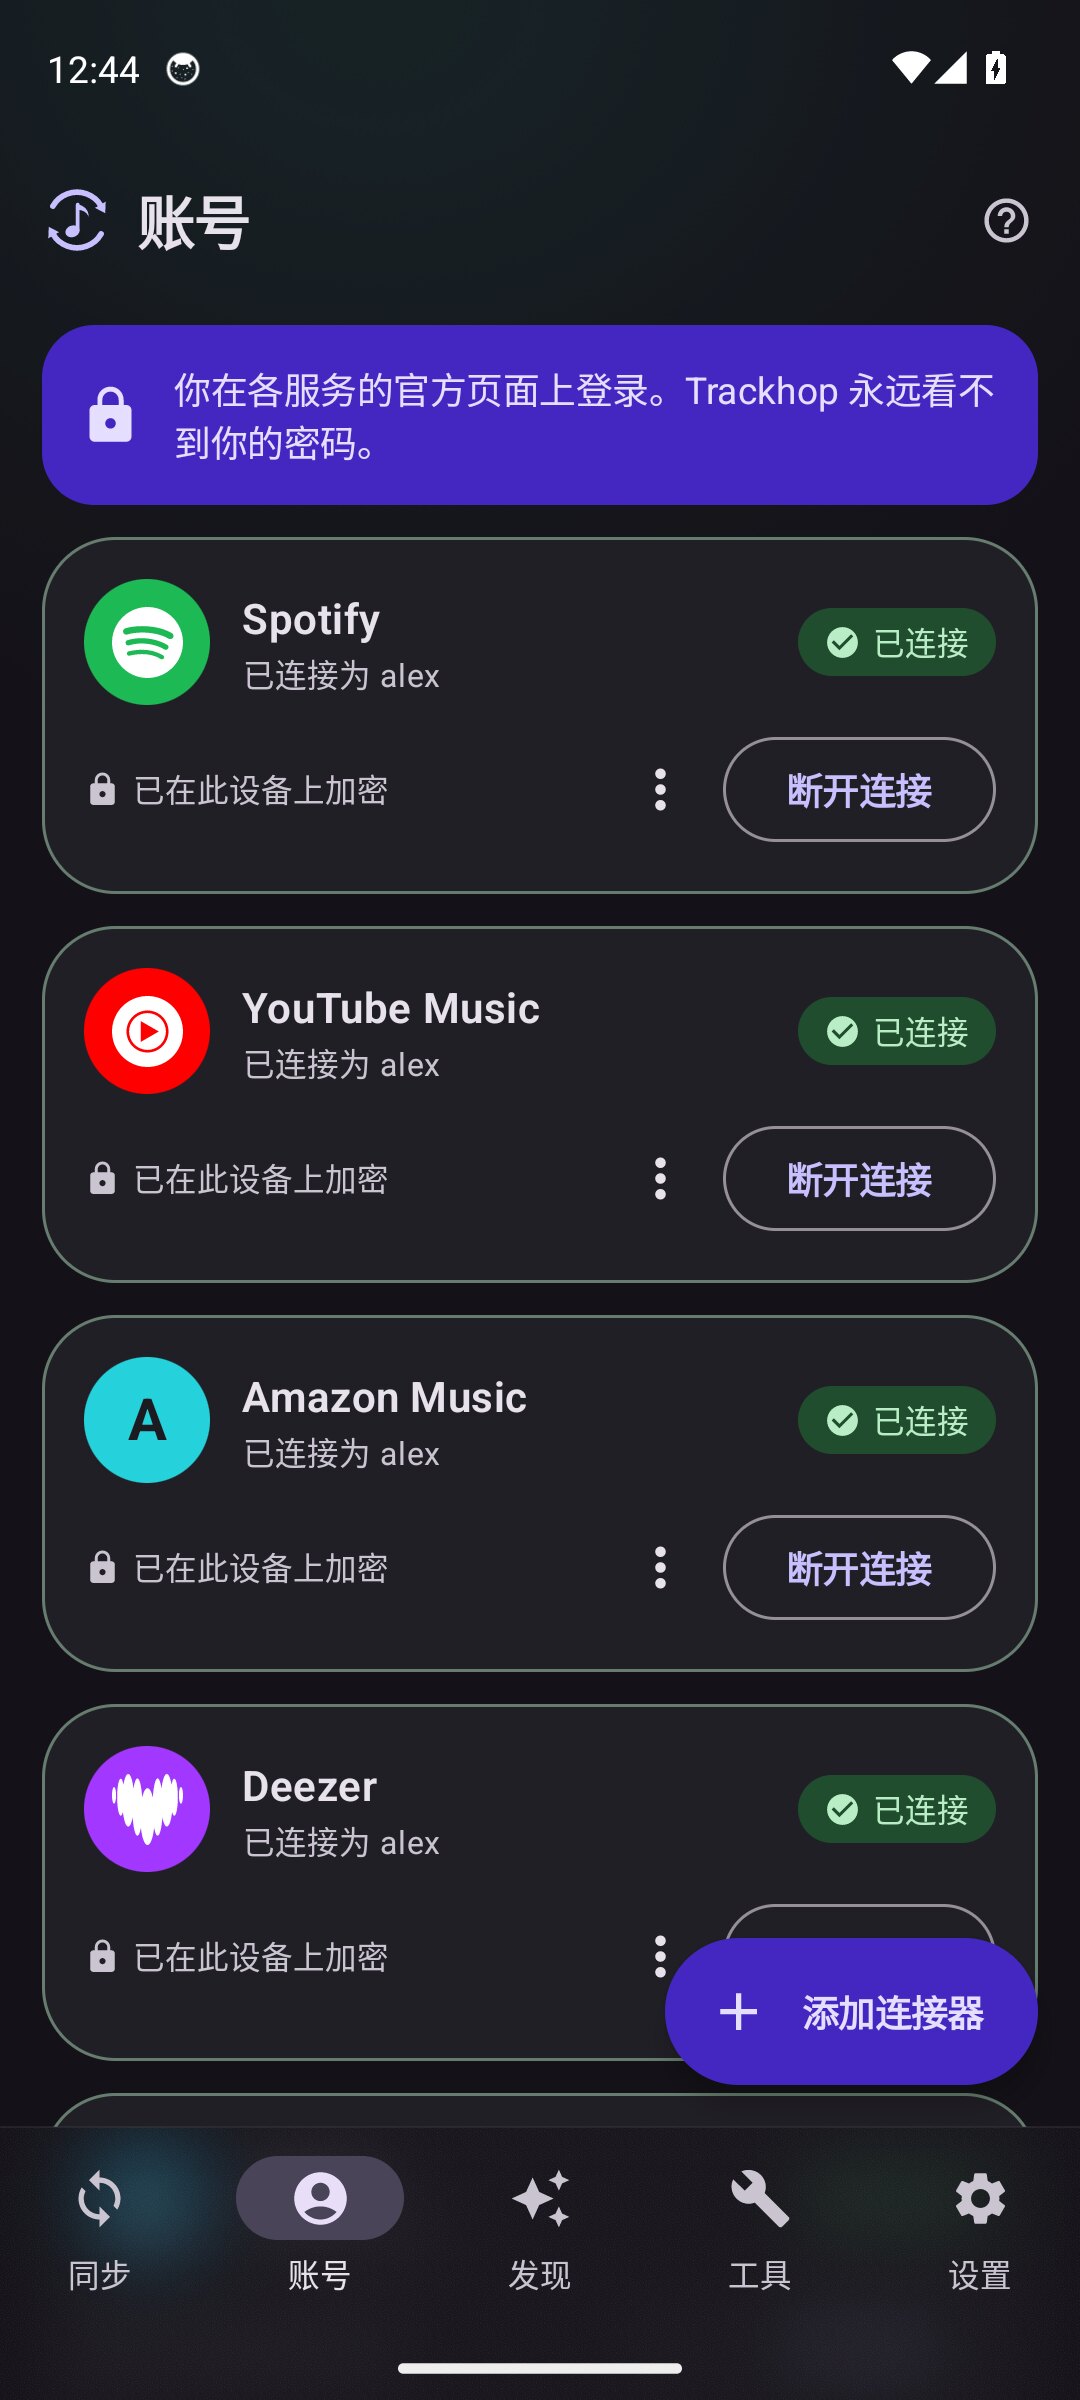 12:44
账号
你在各服务的官方页面上登录。Trackhop 永远看不
到你的密码。
Spotify
已连接为 alex
已连接
已在此设备上加密
断开连接
YouTube Music
已连接为 alex
已连接
已在此设备上加密
断开连接
A
Amazon Music
已连接为 alex
已连接
已在此设备上加密
断开连接
Deezer
已连接为 alex
已连接
已在此设备上加密
添加连接器
同步
账号
发现
工具
设置